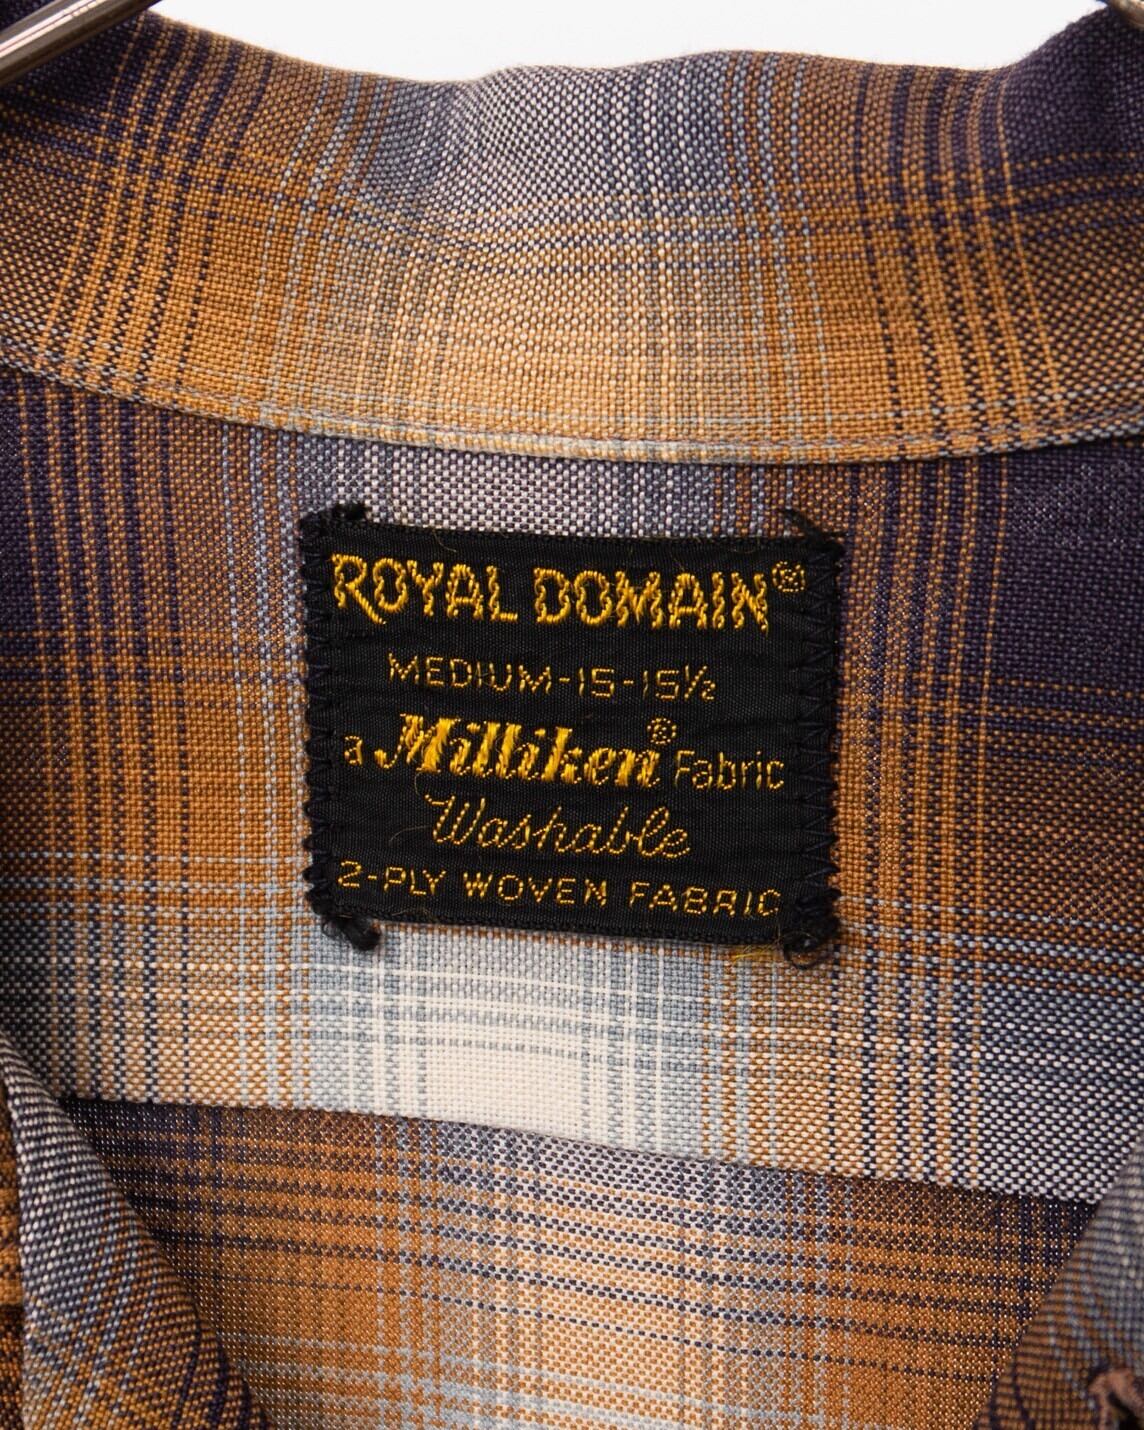 ROYAL DOMAIN®
MEDIUM-15-15½
a Milliken® Fabric
Washable
2-PLY WOVEN FABRIC